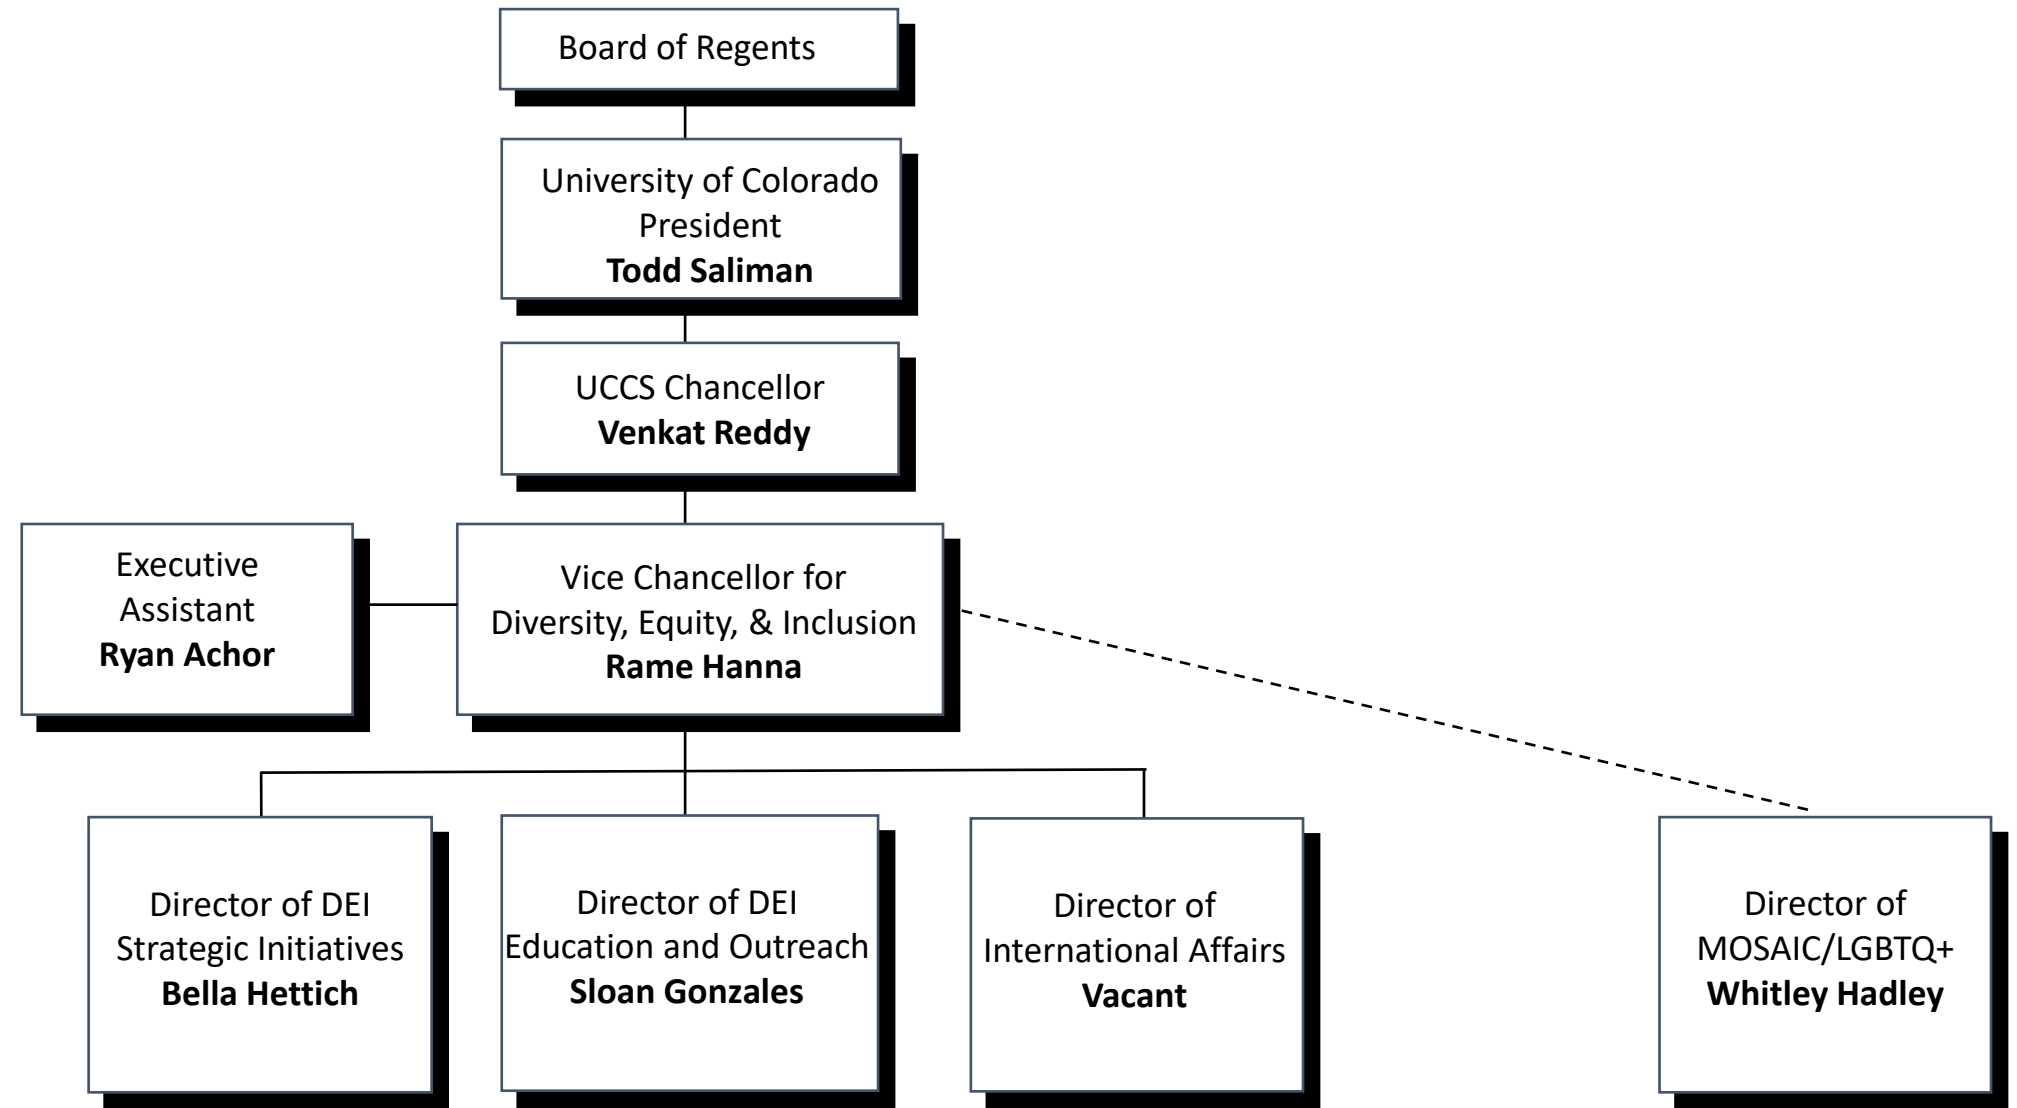 Board of Regents
University of Colorado
President
Todd Saliman
UCCS Chancellor
Venkat Reddy
Executive
Assistant
Ryan Achor
Vice Chancellor for
Diversity, Equity, & Inclusion
Rame Hanna
Director of DEI
Strategic Initiatives
Bella Hettich
Director of DEI
Education and Outreach
Sloan Gonzales
Director of
International Affairs
Vacant
Director of
MOSAIC/LGBTQ+
Whitley Hadley